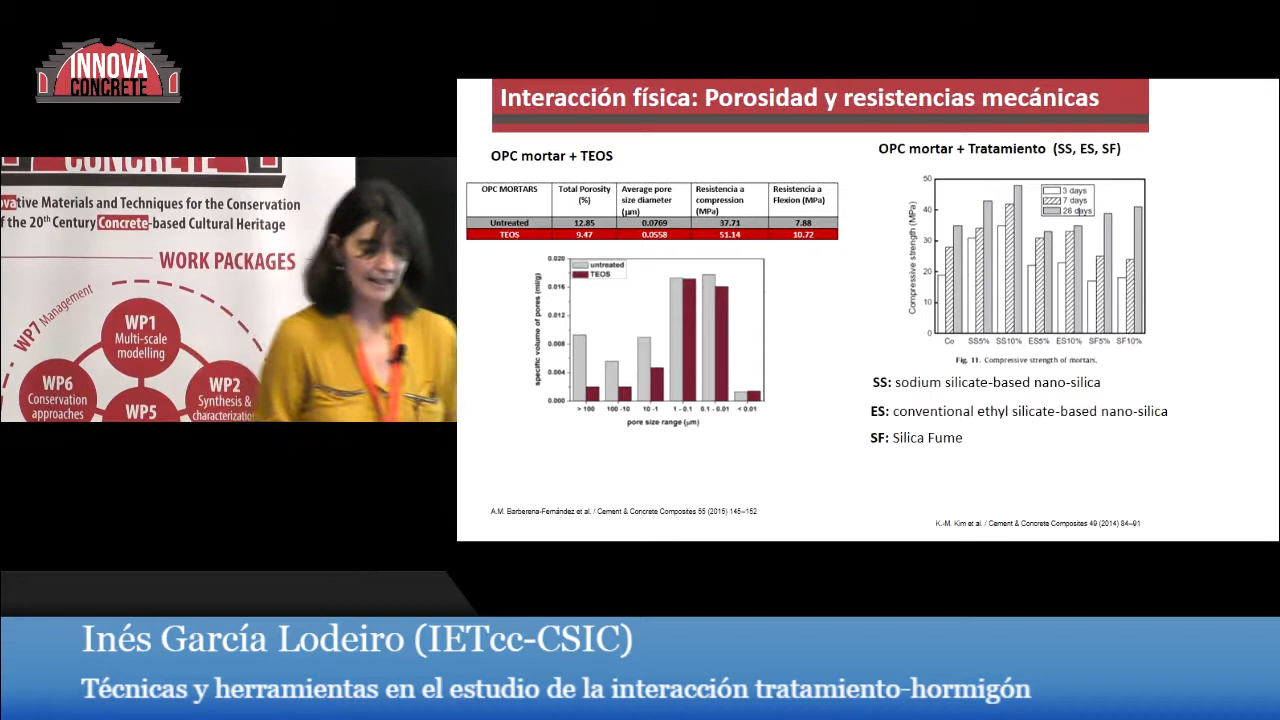 INNOVA
CONCRETE
CONCRETE
ovative Materials and Techniques for the Conservation
f the 20th Century Concrete-based Cultural Heritage
WORK PACKAGES
WP7 Management
WP1
Multi-scale
modelling
WP6
Conservation
approaches
WP2
Synthesis &
characterization
WP5
Interacción física: Porosidad y resistencias mecánicas
OPC mortar + TEOS
OPC MORTARS Total Porosity (%) Average pore size diameter (µm) Resistencia a compresión (MPa) Resistencia a Flexion (MPa)
Untreated 12.85 0.0769 37.71 7.88
TEOS 9.47 0.0558 51.14 10.72
untreated
TEOS
specific volume of pores (ml/g)
0.020
0.016
0.012
0.008
0.004
0.000
> 100 100 -10 10 -1 1 - 0.1 0.1 - 0.01 < 0.01
pore size range (µm)
A.M. Barberena-Fernández et al. / Cement & Concrete Composites 55 (2015) 145–152
OPC mortar + Tratamiento (SS, ES, SF)
Compressive strength (MPa)
50
40
30
20
10
0
3 days
7 days
28 days
Co SS5% SS10% ES5% ES10% SF5% SF10%
Fig. 11. Compressive strength of mortars.
SS: sodium silicate-based nano-silica
ES: conventional ethyl silicate-based nano-silica
SF: Silica Fume
K.-M. Kim et al. / Cement & Concrete Composites 49 (2014) 84–91
Inés García Lodeiro (IETcc-CSIC)
Técnicas y herramientas en el estudio de la interacción tratamiento-hormigón